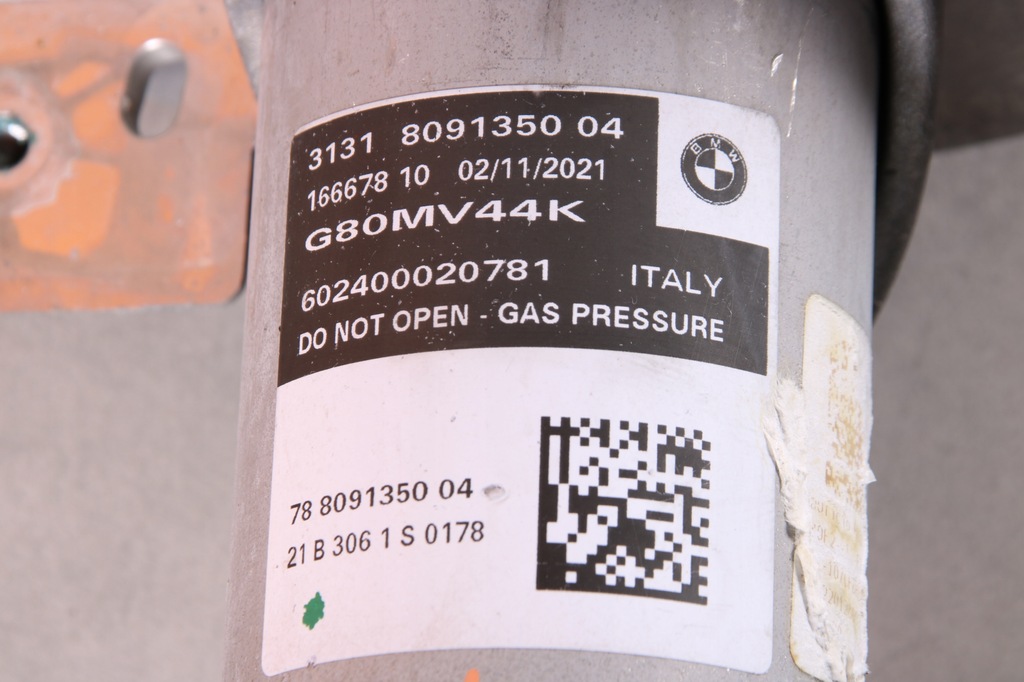 3131 8091350 04
166678 10 02/11/2021
G80MV44K
602400020781 ITALY
DO NOT OPEN - GAS PRESSURE
BMW
78 8091350 04
21 B 306 1 S 0178